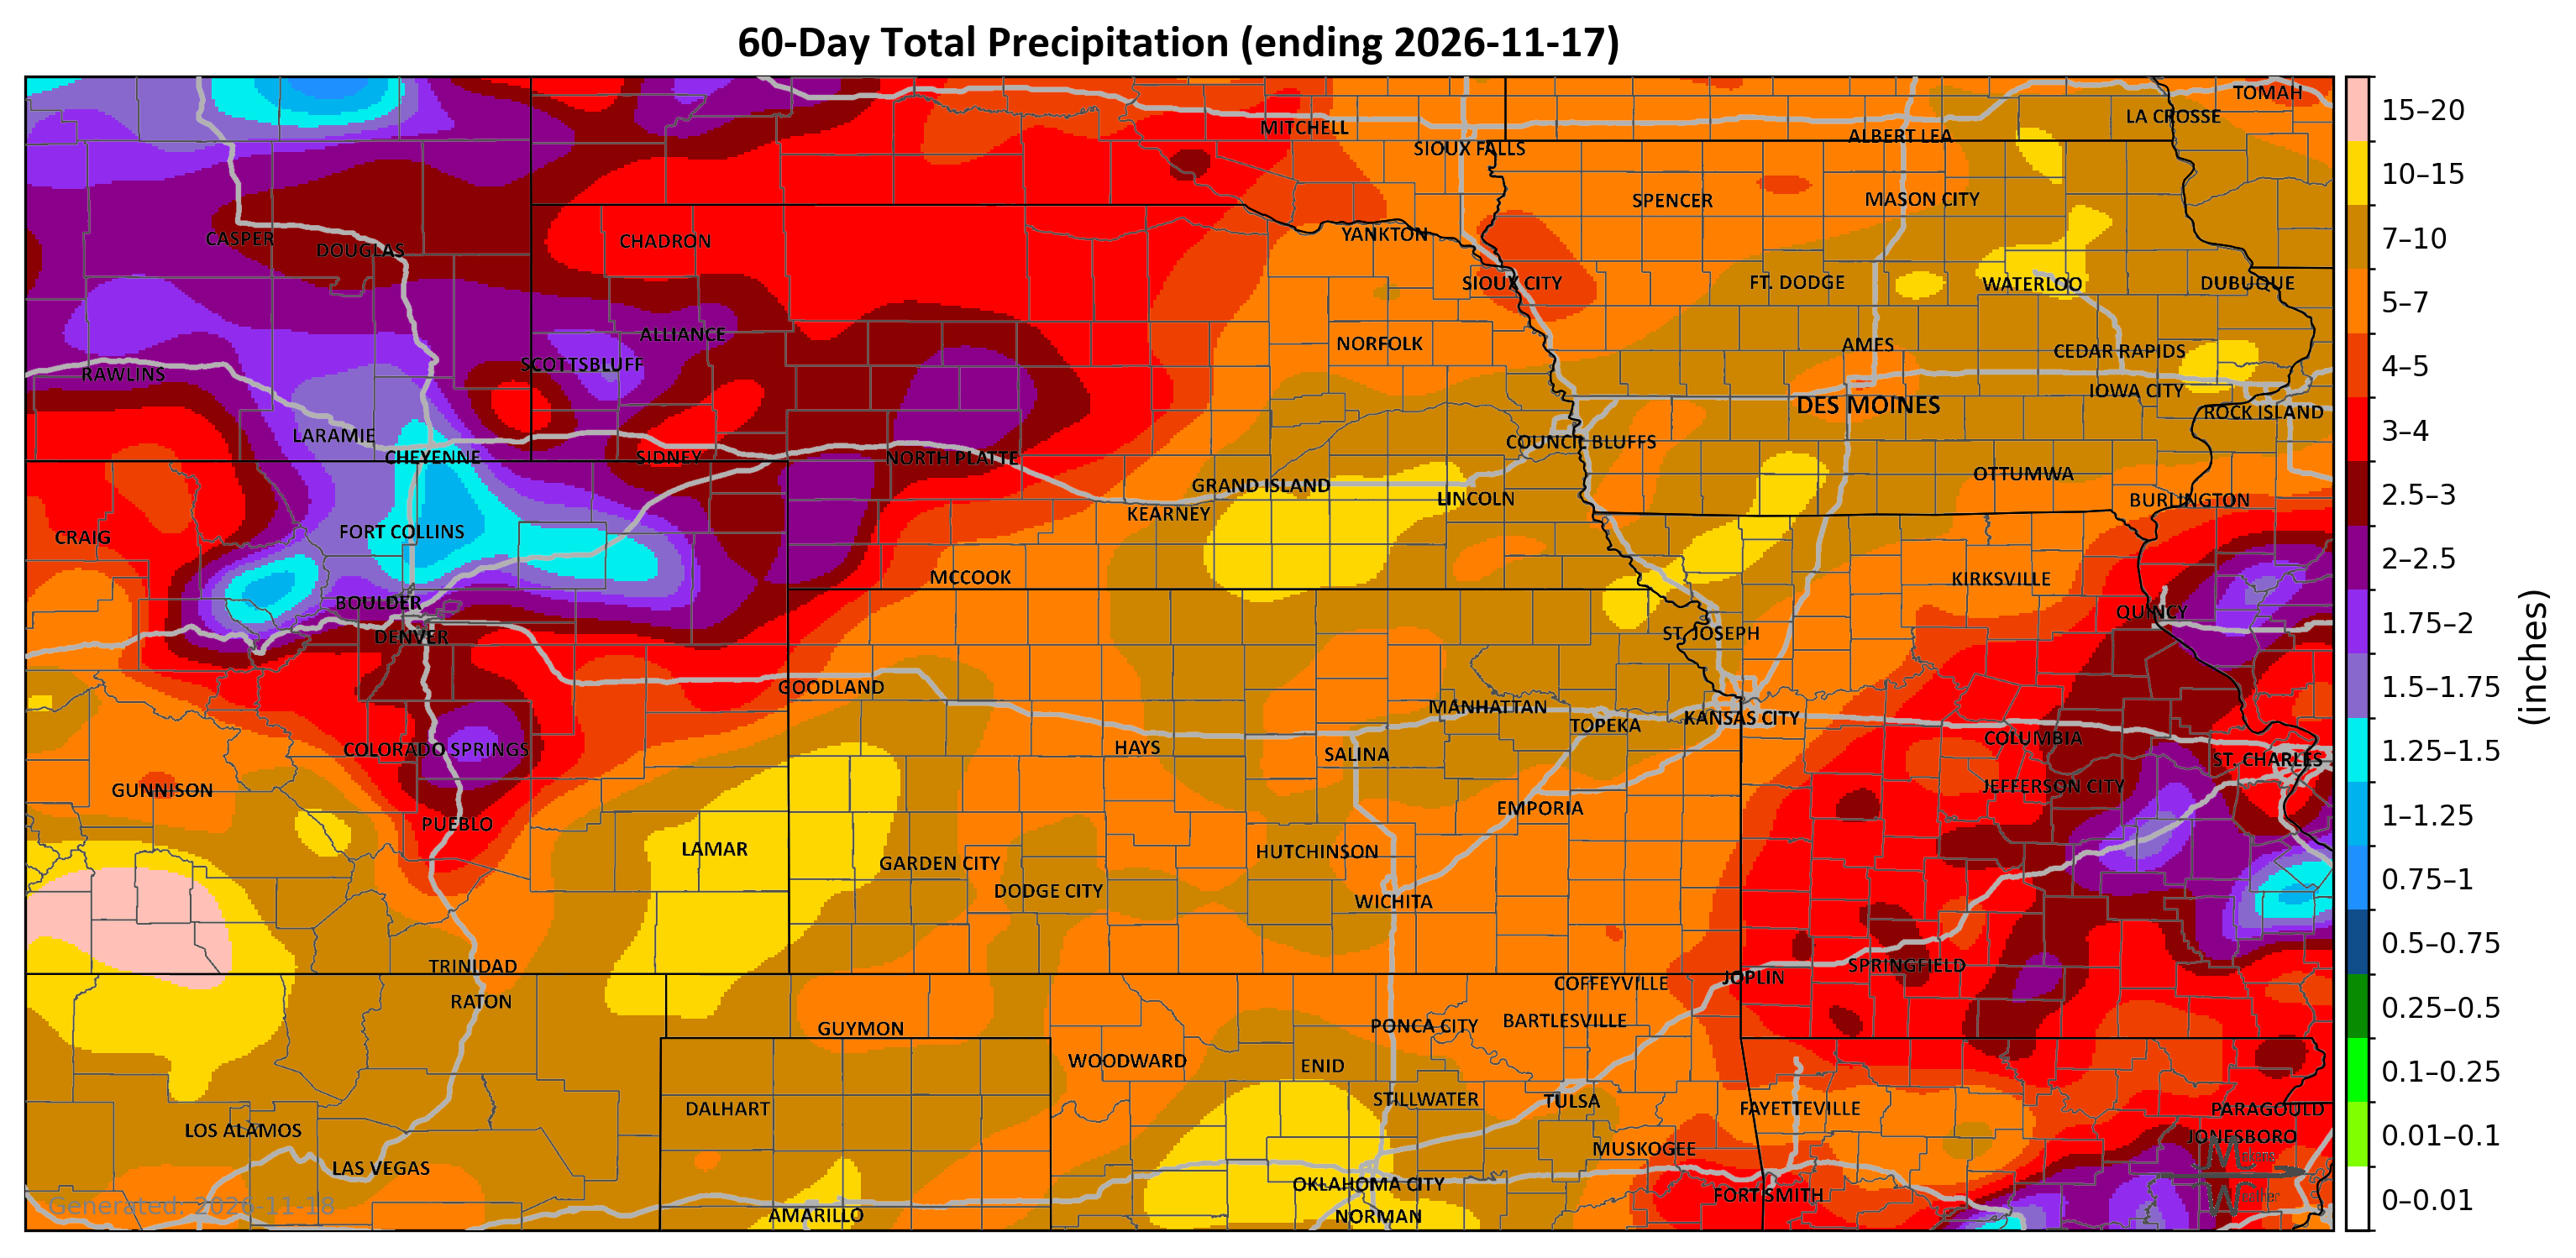 60-Day Total Precipitation (ending 2026-11-17)
TOMAH
LA CROSSE
MITCHELL
ALBERT LEA
SIOUX FALLS
SPENCER
MASON CITY
CASPER
DOUGLAS
CHADRON
YANKTON
SIOUX CITY
FT. DODGE
WATERLOO
DUBUQUE
ALLIANCE
NORFOLK
AMES
CEDAR RAPIDS
SCOTTSBLUFF
RAWLINS
IOWA CITY
DES MOINES
ROCK ISLAND
LARAMIE
COUNCIL BLUFFS
CHEYENNE
SIDNEY
NORTH PLATTE
OTTUMWA
GRAND ISLAND
LINCOLN
BURLINGTON
KEARNEY
FORT COLLINS
CRAIG
MCCOOK
KIRKSVILLE
BOULDER
QUINCY
DENVER
ST. JOSEPH
GOODLAND
MANHATTAN
TOPEKA
KANSAS CITY
COLUMBIA
COLORADO SPRINGS
HAYS
SALINA
ST. CHARLES
GUNNISON
JEFFERSON CITY
EMPORIA
PUEBLO
LAMAR
GARDEN CITY
HUTCHINSON
DODGE CITY
WICHITA
TRINIDAD
SPRINGFIELD
JOPLIN
COFFEYVILLE
RATON
GUYMON
PONCA CITY
BARTLESVILLE
WOODWARD
ENID
STILLWATER
TULSA
DALHART
FAYETTEVILLE
PARAGOULD
LOS ALAMOS
JONESBORO
MUSKOGEE
LAS VEGAS
OKLAHOMA CITY
FORT SMITH
AMARILLO
NORMAN
Generated: 2026-11-18
15–20
10–15
7–10
5–7
4–5
3–4
2.5–3
2–2.5
1.75–2
1.5–1.75
1.25–1.5
1–1.25
0.75–1
0.5–0.75
0.25–0.5
0.1–0.25
0.01–0.1
0–0.01
(inches)